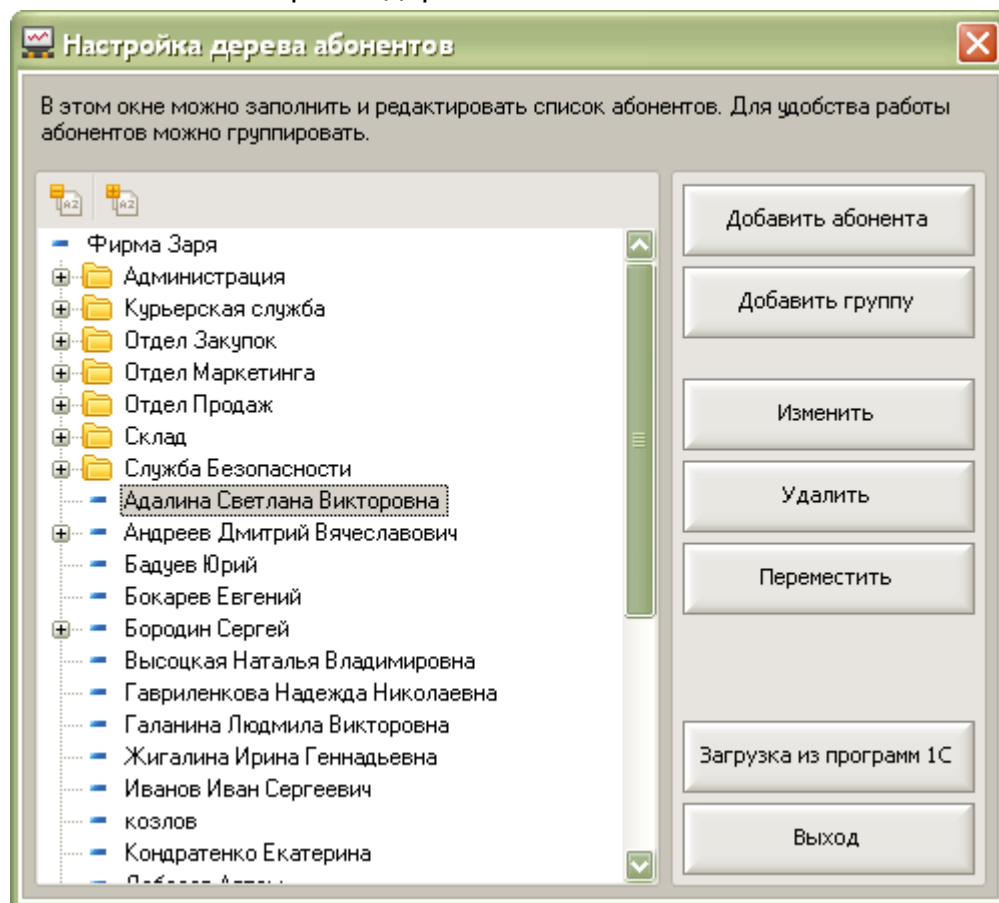 Настройка дерева абонентов
В этом окне можно заполнить и редактировать список абонентов. Для удобства работы
абонентов можно группировать.
Фирма Заря
Администрация
Курьерская служба
Отдел Закупок
Отдел Маркетинга
Отдел Продаж
Склад
Служба Безопасности
Адалина Светлана Викторовна
Андреев Дмитрий Вячеславович
Бадуев Юрий
Бокарев Евгений
Бородин Сергей
Высоцкая Наталья Владимировна
Гавриленкова Надежда Николаевна
Галанина Людмила Викторовна
Жигалина Ирина Геннадьевна
Иванов Иван Сергеевич
козлов
Кондратенко Екатерина
Добавить абонента
Добавить группу
Изменить
Удалить
Переместить
Загрузка из программ 1С
Выход